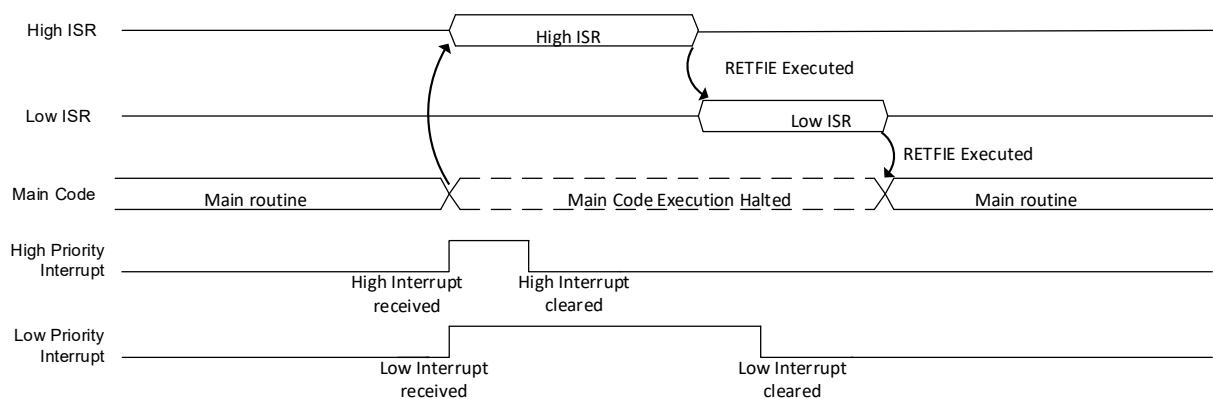 High ISR
High ISR
RETFIE Executed
Low ISR
Low ISR
RETFIE Executed
Main Code
Main routine
Main Code Execution Halted
Main routine
High Priority
Interrupt
High Interrupt
received
High Interrupt
cleared
Low Priority
Interrupt
Low Interrupt
received
Low Interrupt
cleared